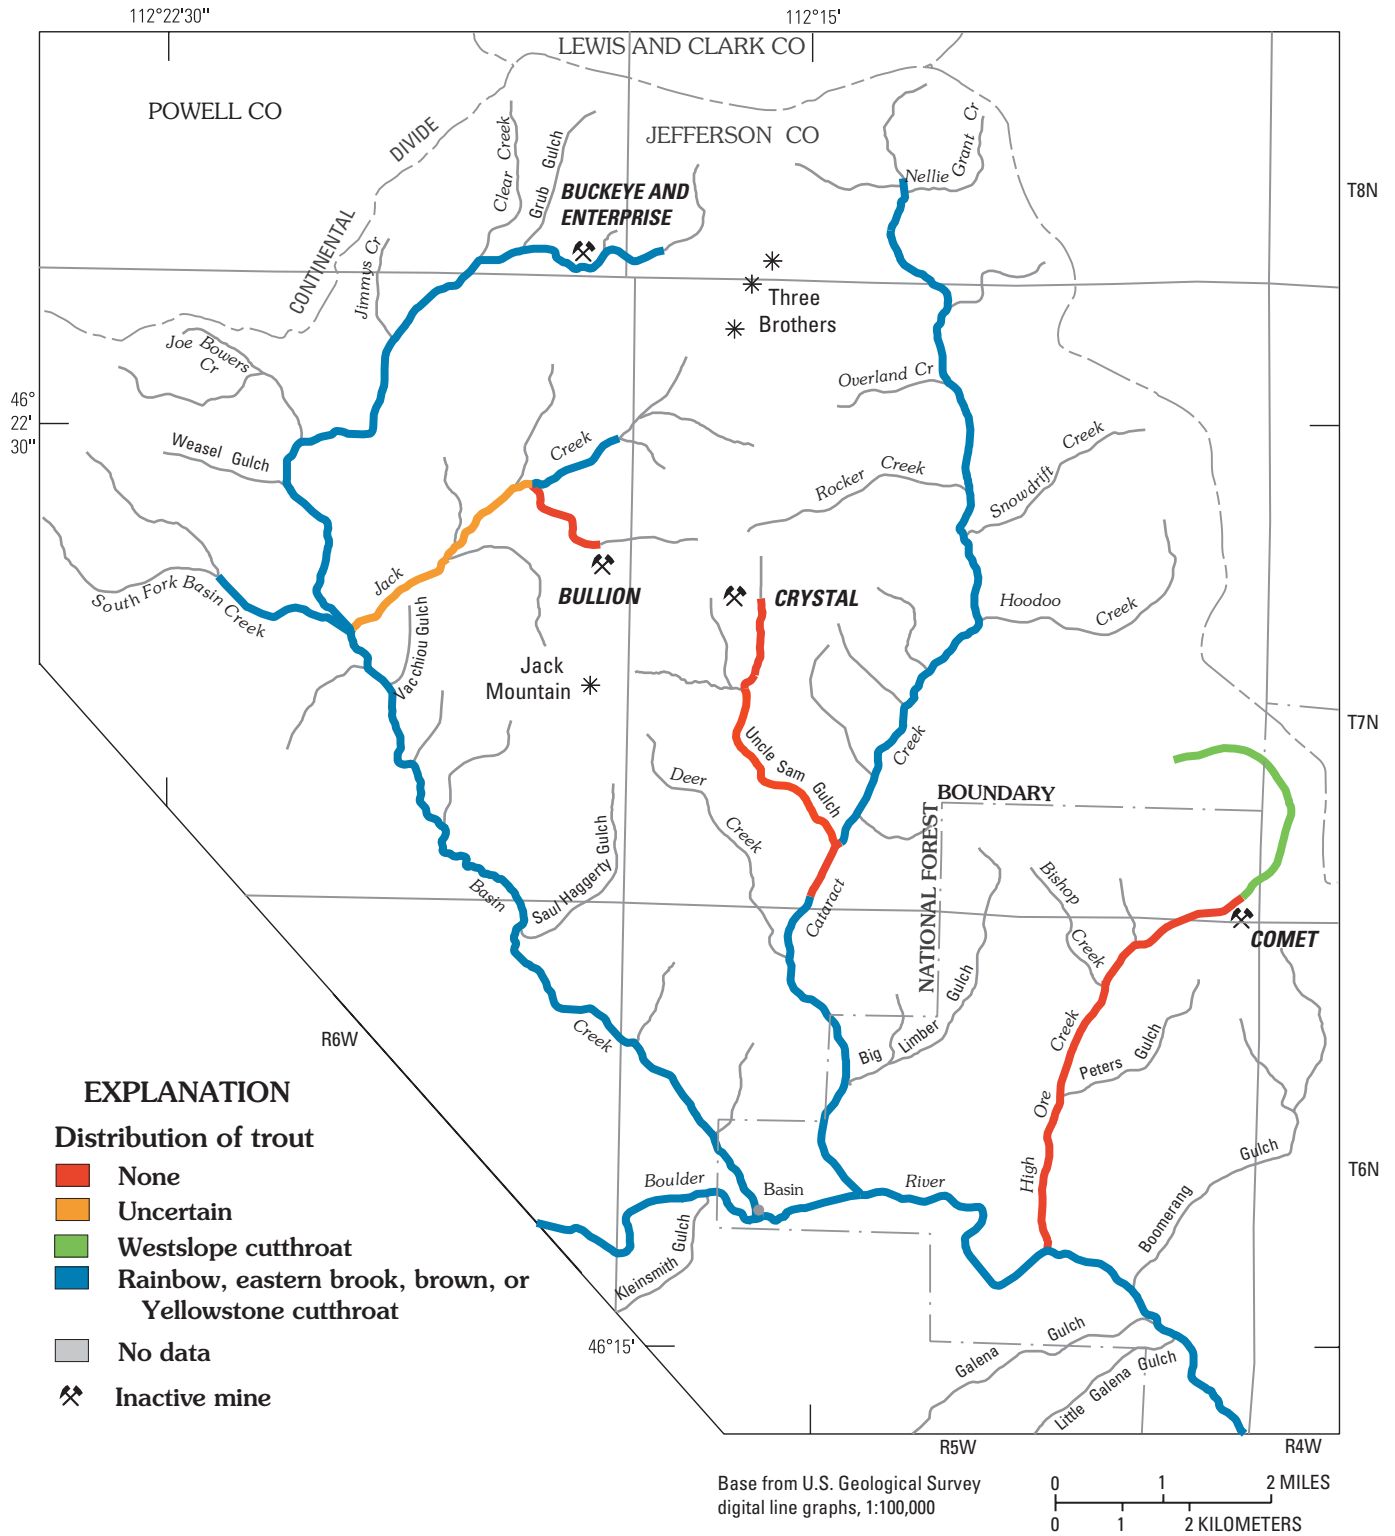 112°22'30"
112°15'
LEWIS AND CLARK CO
POWELL CO
JEFFERSON CO
DIVIDE
CONTINENTAL
Clear Creek
Grub Gulch
Nellie Grant Cr
T8N
BUCKEYE AND
ENTERPRISE
Jimmys Cr
Three
Brothers
Joe Bowers
Cr
Overland Cr
46°
22'
30"
Weasel Gulch
Creek
Jack
Rocker Creek
Snowdrift Creek
South Fork Basin Creek
BULLION
CRYSTAL
Hoodoo Creek
Vacchiou Gulch
Jack
Mountain
T7N
Uncle Sam Gulch
Creek
Cataract
Deer Creek
NATIONAL FOREST
BOUNDARY
Saul Haggerty Gulch
Basin
Creek
Bishop Creek
COMET
R6W
Big Limber Gulch
Peters Gulch
High Ore Creek
Boulder
Basin
River
Kleinsmith Gulch
Boomerang Gulch
T6N
EXPLANATION
Distribution of trout
None
Uncertain
Westslope cutthroat
Rainbow, eastern brook, brown, or
Yellowstone cutthroat
No data
Inactive mine
46°15'
Galena Gulch
Little Galena Gulch
R5W
R4W
Base from U.S. Geological Survey
digital line graphs, 1:100,000
0 1 2 MILES
0 1 2 KILOMETERS